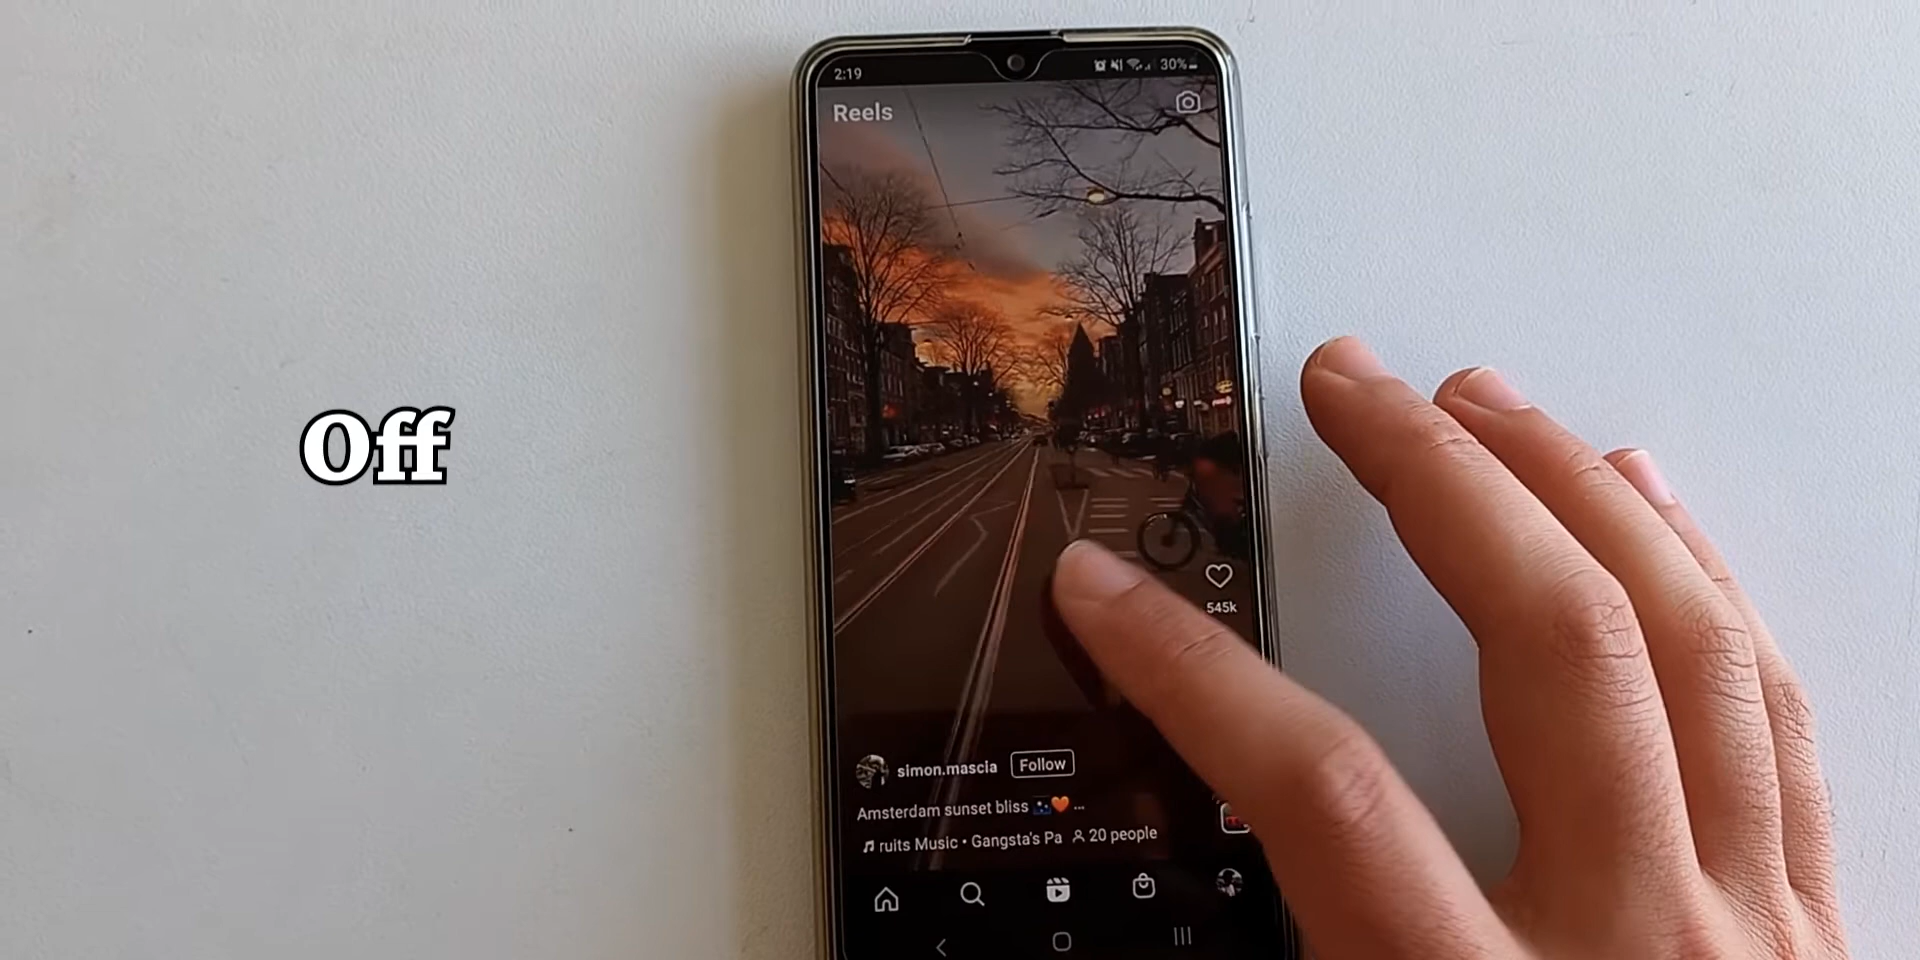 2:19
30%
Reels
Off
545k
simon.mascia
Follow
Amsterdam sunset bliss 🌃🧡 ...
ruits Music • Gangsta's Pa
20 people